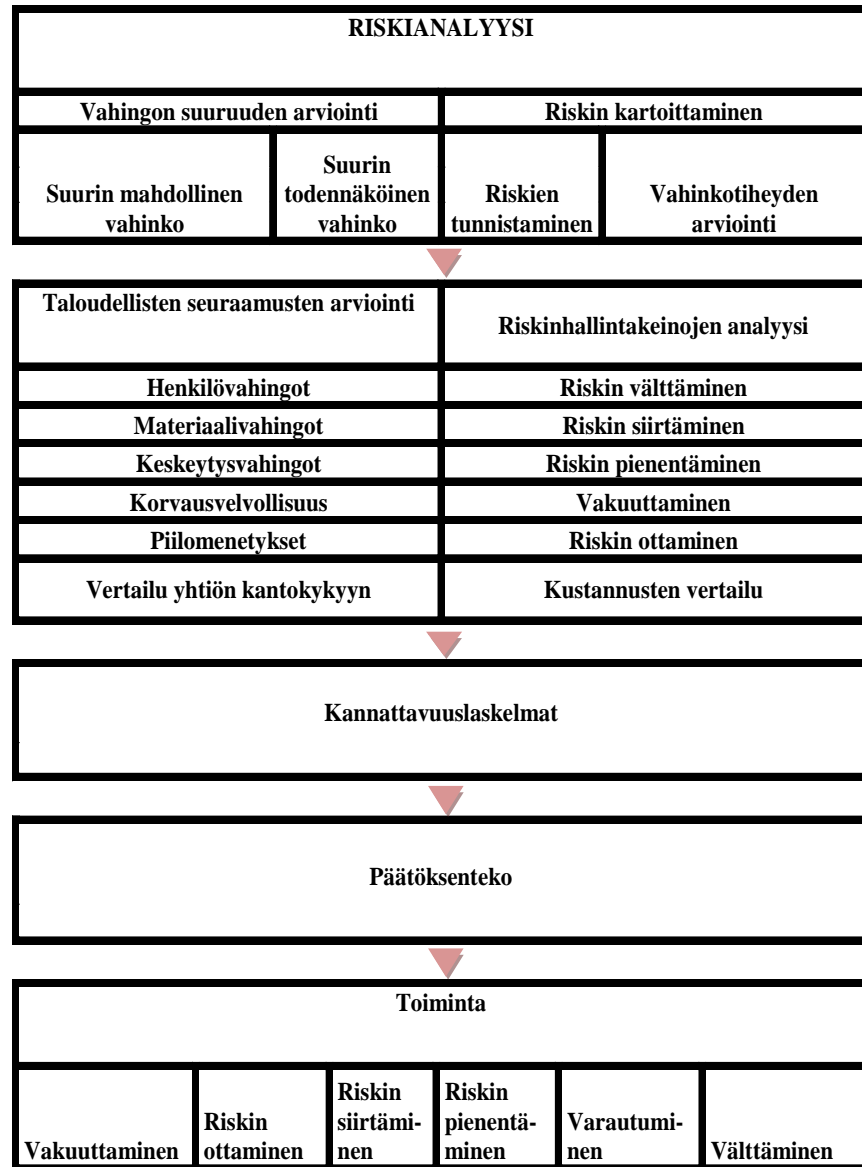 RISKIANALYYSI
Vahingon suuruuden arviointi
Riskin kartoittaminen
Suurin mahdollinen
vahinko
Suurin
todennäköinen
vahinko
Riskien
tunnistaminen
Vahinkotiheyden
arviointi
Taloudellisten seuraamusten arviointi
Riskinhallintakeinojen analyysi
Henkilövahingot
Riskin välttäminen
Materiaalivahingot
Riskin siirtäminen
Keskeytysvahingot
Riskin pienentäminen
Korvausvelvollisuus
Vakuuttaminen
Piilomenetykset
Riskin ottaminen
Vertailu yhtiön kantokykyyn
Kustannusten vertailu
Kannattavuuslaskelmat
Päätöksenteko
Toiminta
Vakuuttaminen
Riskin
ottaminen
Riskin
siirtämi-
nen
Riskin
pienentä-
minen
Varautumi-
nen
Välttäminen